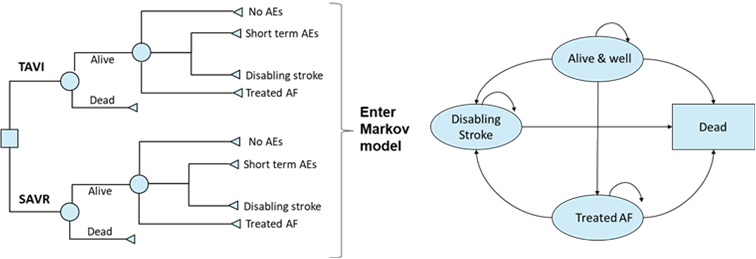 TAVI
Alive
Dead
No AEs
Short term AEs
Disabling stroke
Treated AF
SAVR
Alive
Dead
No AEs
Short term AEs
Disabling stroke
Treated AF
Enter
Markov
model
Alive & well
Disabling
Stroke
Dead
Treated AF